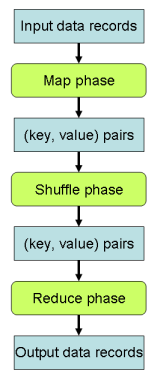 Input data records
Map phase
(key, value) pairs
Shuffle phase
(key, value) pairs
Reduce phase
Output data records